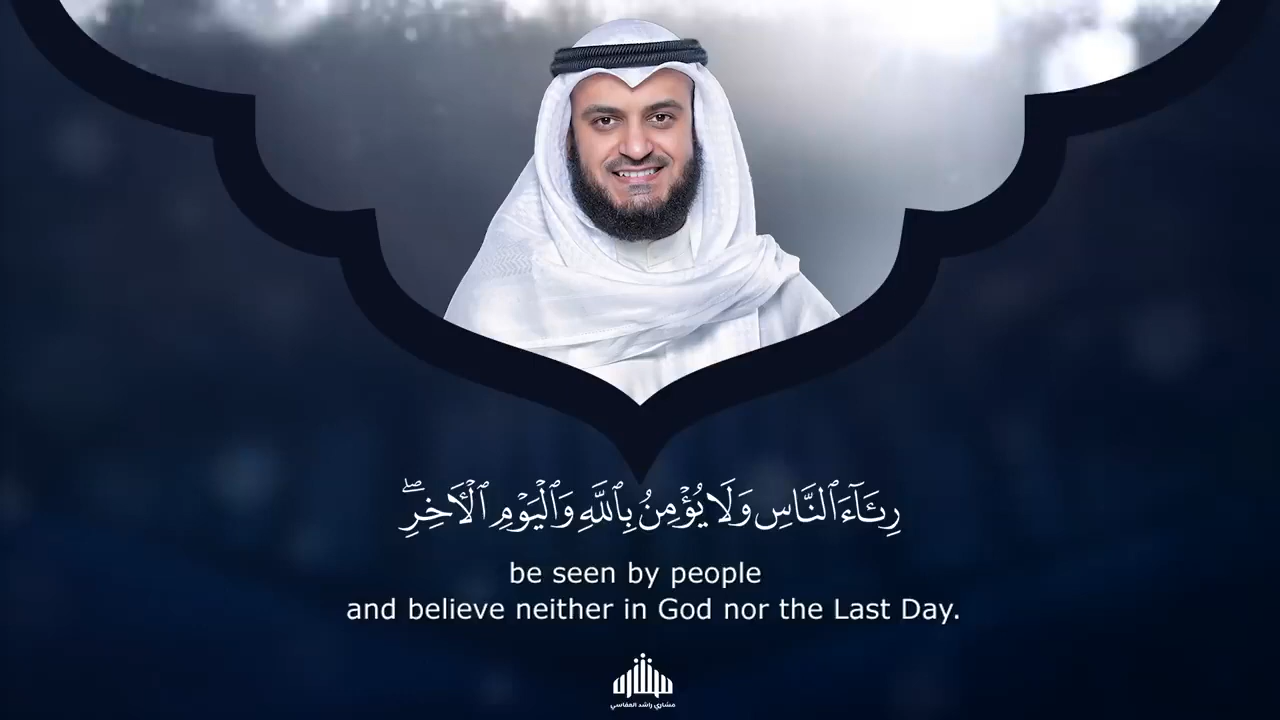 رِئَآءَ ٱلنَّاسِ وَلَا يُؤْمِنُ بِٱللَّهِ وَٱلْيَوْمِ ٱلْأَخِرِۖ
be seen by people
and believe neither in God nor the Last Day.
مشاري راشد العفاسي